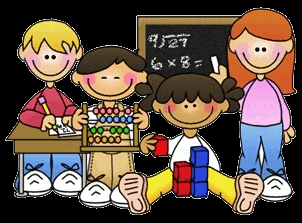 9√27
6 x 8 =